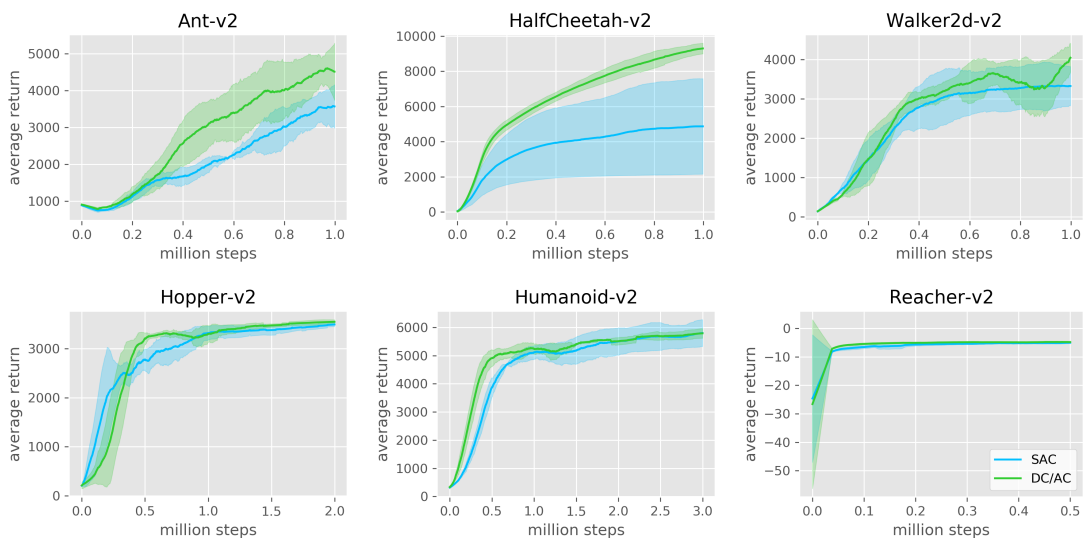 Ant-v2
HalfCheetah-v2
Walker2d-v2
average return
5000
4000
3000
2000
1000
0.0 0.2 0.4 0.6 0.8 1.0
million steps
average return
10000
8000
6000
4000
2000
0
0.0 0.2 0.4 0.6 0.8 1.0
million steps
average return
4000
3000
2000
1000
0
0.0 0.2 0.4 0.6 0.8 1.0
million steps
Hopper-v2
Humanoid-v2
Reacher-v2
average return
3000
2000
1000
0
0.0 0.5 1.0 1.5 2.0
million steps
average return
6000
5000
4000
3000
2000
1000
0
0.0 0.5 1.0 1.5 2.0 2.5 3.0
million steps
average return
0
−10
−20
−30
−40
−50
SAC
DC/AC
0.0 0.1 0.2 0.3 0.4 0.5
million steps